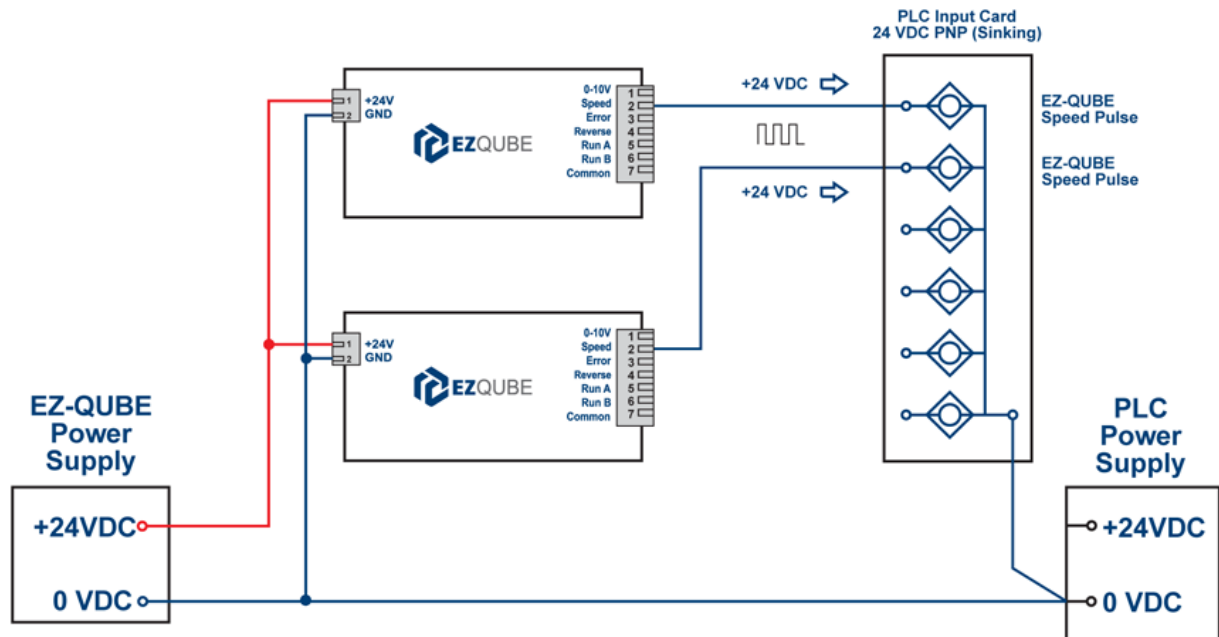 PLC Input Card
24 VDC PNP (Sinking)
1
2
+24V
GND
EZQUBE
0-10V
Speed
Error
Reverse
Run A
Run B
Common
1
2
3
4
5
6
7
+24 VDC
+24 VDC
EZ-QUBE
Speed Pulse
EZ-QUBE
Speed Pulse
1
2
+24V
GND
EZQUBE
0-10V
Speed
Error
Reverse
Run A
Run B
Common
1
2
3
4
5
6
7
EZ-QUBE
Power
Supply
+24VDC
0 VDC
PLC
Power
Supply
+24VDC
0 VDC